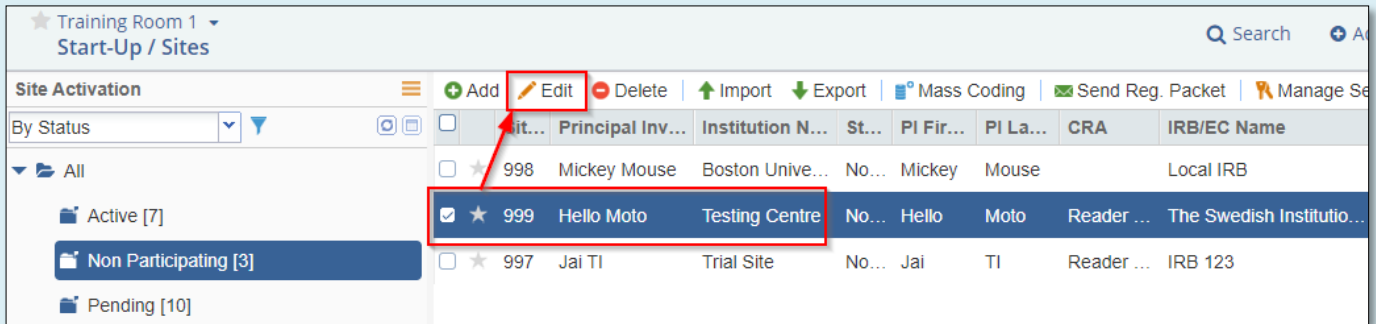 Training Room 1
Start-Up / Sites
Search
Site Activation
Add Edit Delete Import Export Mass Coding Send Reg. Packet Manage Se
By Status
Sit... Principal Inv... Institution N... St... PI Fir... PI La... CRA IRB/EC Name
All
998 Mickey Mouse Boston Unive... No... Mickey Mouse Local IRB
Active [7]
999 Hello Moto Testing Centre No... Hello Moto Reader ... The Swedish Institutio...
Non Participating [3]
997 Jai TI Trial Site No... Jai TI Reader ... IRB 123
Pending [10]